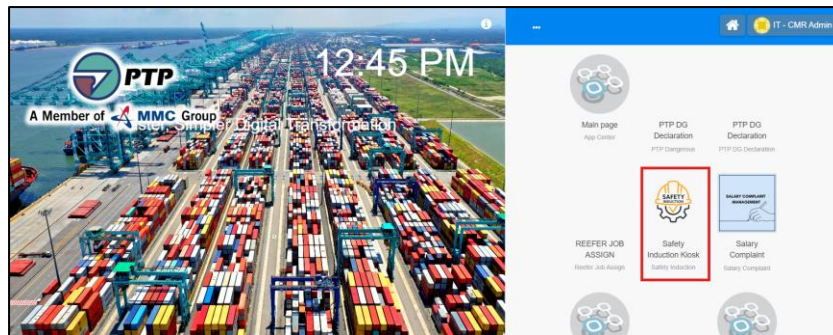 12:45 PM
PTP
A Member of MMC Group
Faster, Simpler Digital Transformation
...
IT - CMR Admin
Main page
App Center
PTP DG
Declaration
PTP Dangerous
PTP DG
Declaration
PTP DG Declaration
SAFETY
INDUCTION
REEFER JOB
ASSIGN
Reefer Job Assign
Safety
Induction Kiosk
Safety Induction
SALARY COMPLAINT
MANAGEMENT
Salary
Complaint
Salary Complaint